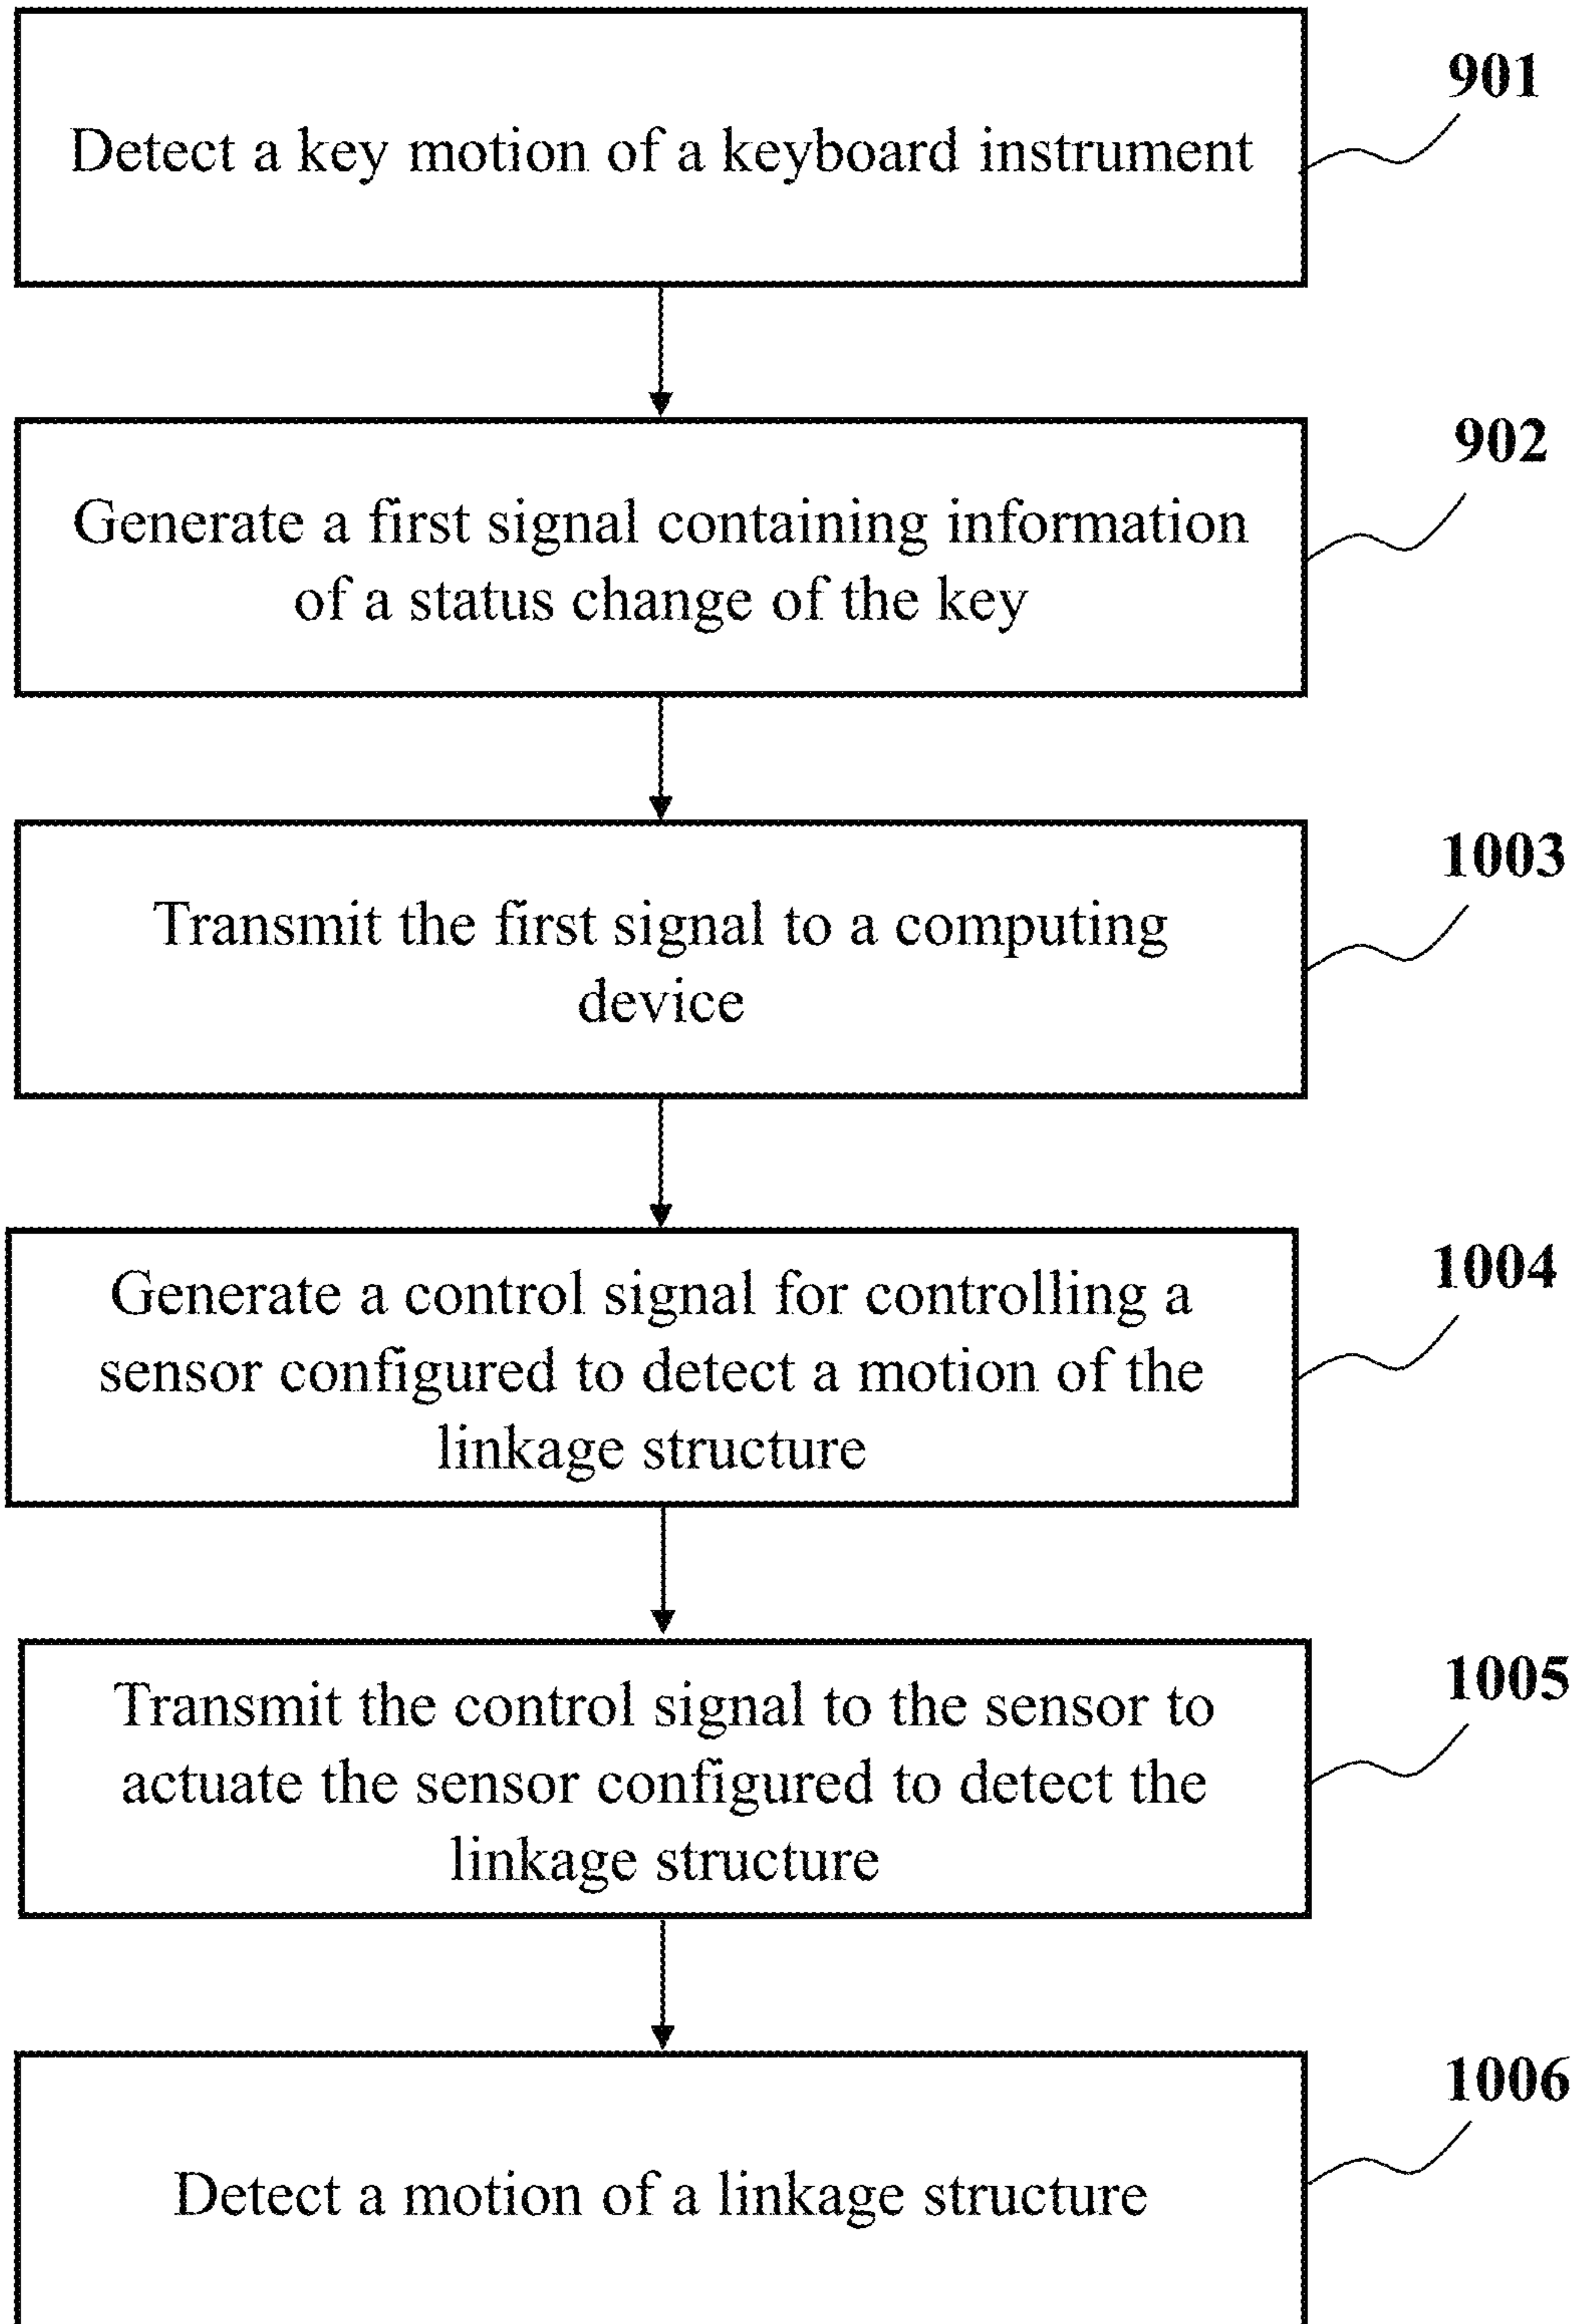 901
Detect a key motion of a keyboard instrument
902
Generate a first signal containing information
of a status change of the key
1003
Transmit the first signal to a computing
device
1004
Generate a control signal for controlling a
sensor configured to detect a motion of the
linkage structure
1005
Transmit the control signal to the sensor to
actuate the sensor configured to detect the
linkage structure
1006
Detect a motion of a linkage structure